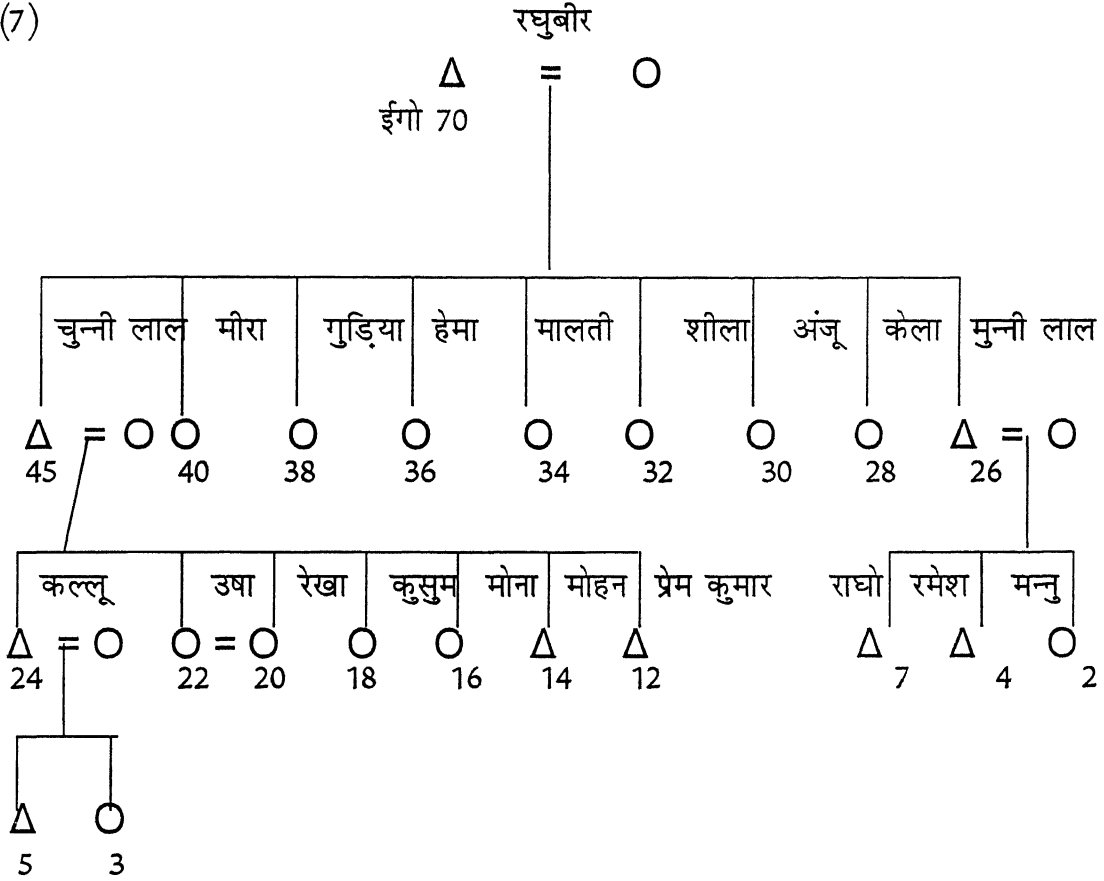 (7)
रघुबीर
Δ = O
ईगो 70
चुन्नी लाल मीरा गुड़िया हेमा मालती शीला अंजू केला मुन्नी लाल
Δ = O O O O O O O O Δ = O
45 40 38 36 34 32 30 28 26
कल्लू उषा रेखा कुसुम मोना मोहन प्रेम कुमार राघो रमेश मन्नु
Δ = O O = O O O Δ Δ Δ Δ O
24 22 20 18 16 14 12 7 4 2
Δ O
5 3